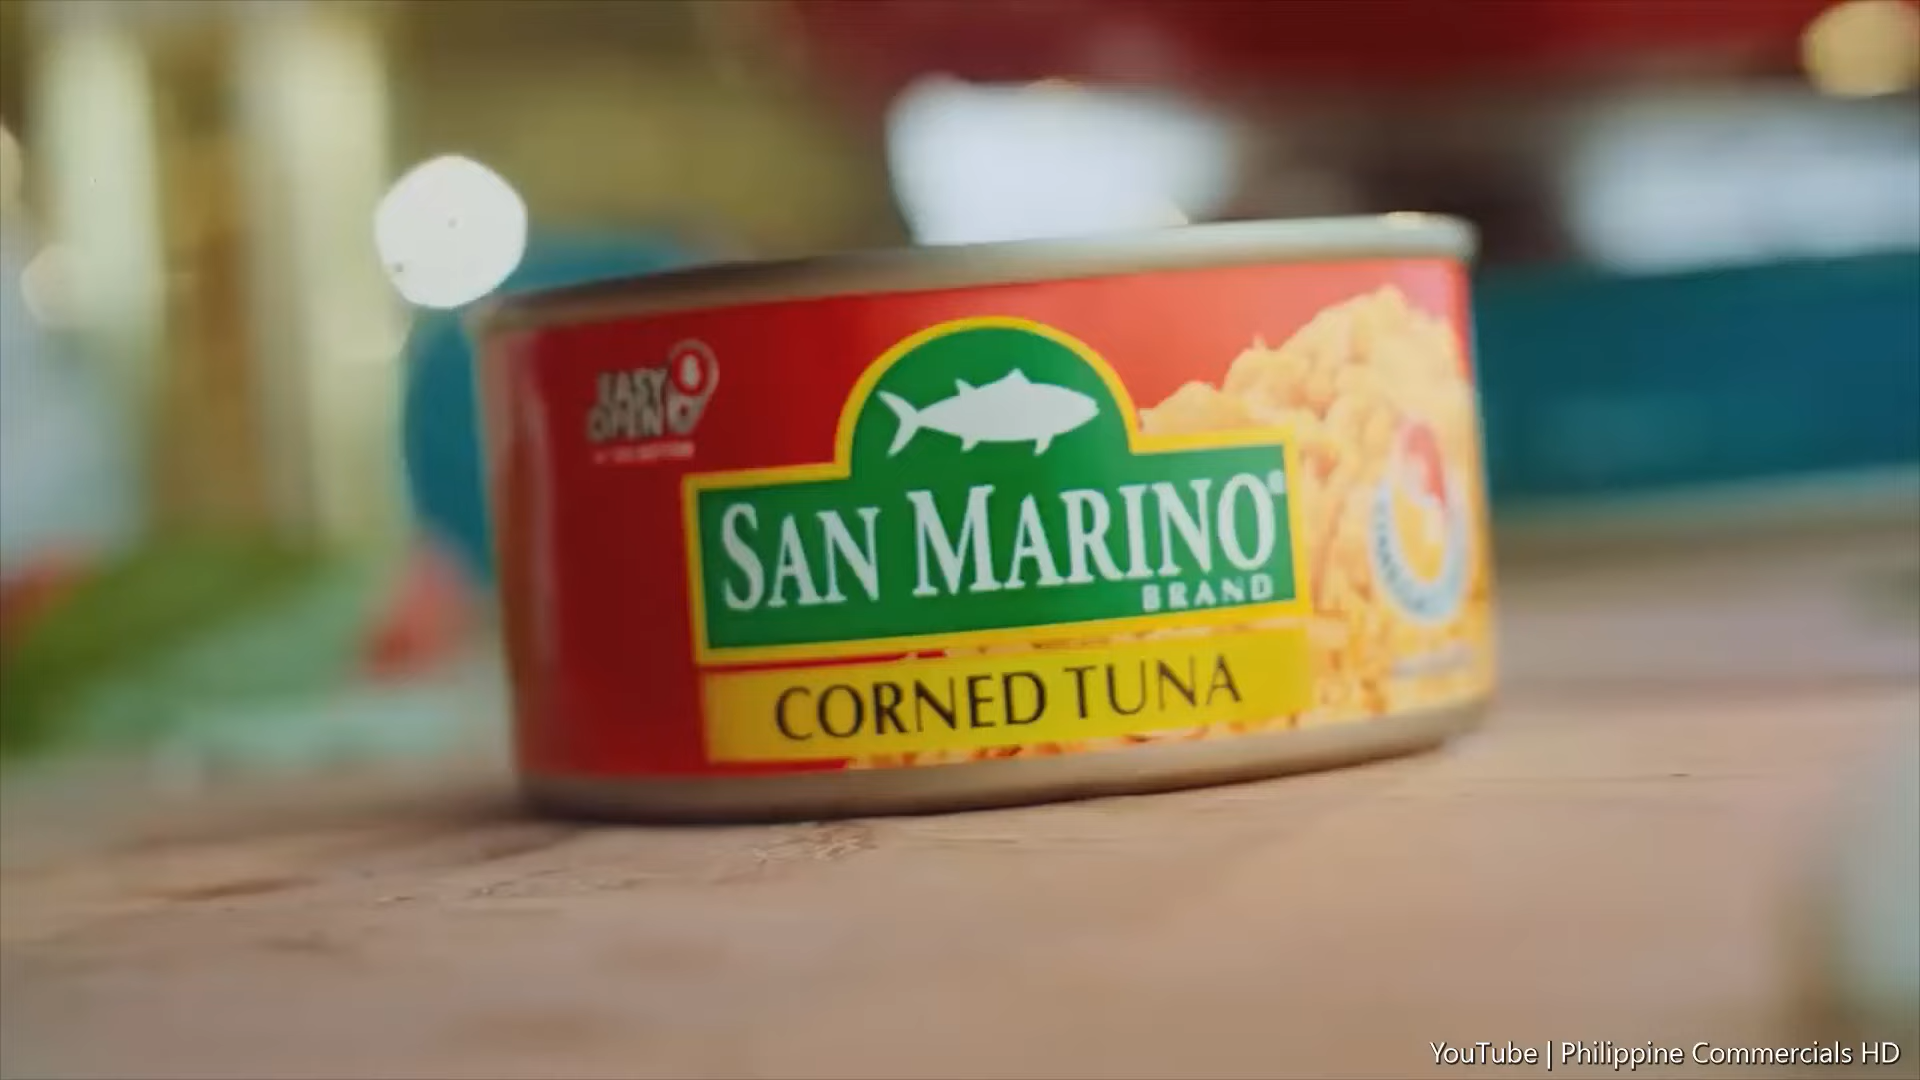 EASY
OPEN
SAN MARINO®
BRAND
CORNED TUNA
YouTube | Philippine Commercials HD